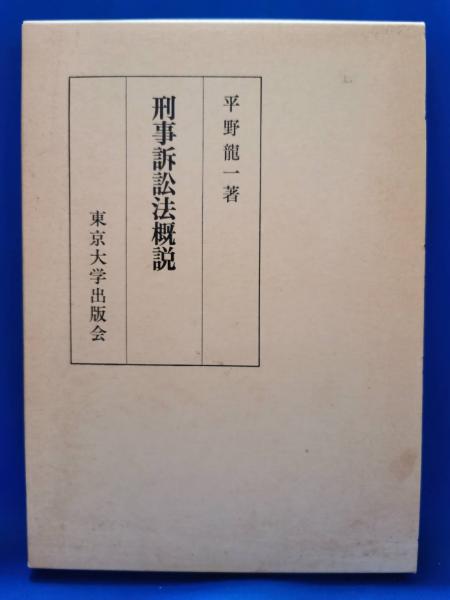 平野龍一著
刑事訴訟法概説
東京大学出版会